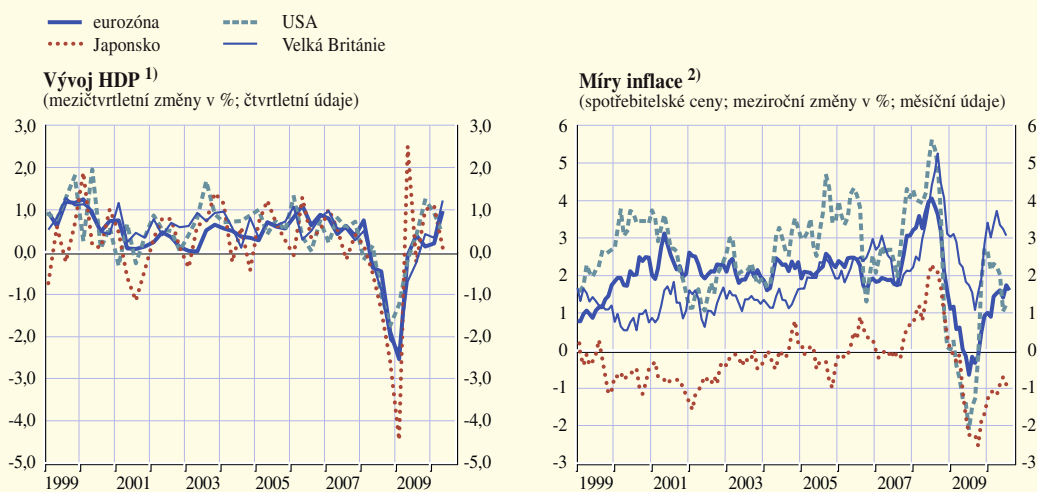 eurozóna
USA
Japonsko
Velká Británie
Vývoj HDP 1)
(mezičtvrtletní změny v %; čtvrtletní údaje)
3,0 3,0
2,0 2,0
1,0 1,0
0,0 0,0
-1,0 -1,0
-2,0 -2,0
-3,0 -3,0
-4,0 -4,0
-5,0 -5,0
1999 2001 2003 2005 2007 2009
Míry inflace 2)
(spotřebitelské ceny; meziroční změny v %; měsíční údaje)
6 6
5 5
4 4
3 3
2 2
1 1
0 0
-1 -1
-2 -2
-3 -3
1999 2001 2003 2005 2007 2009